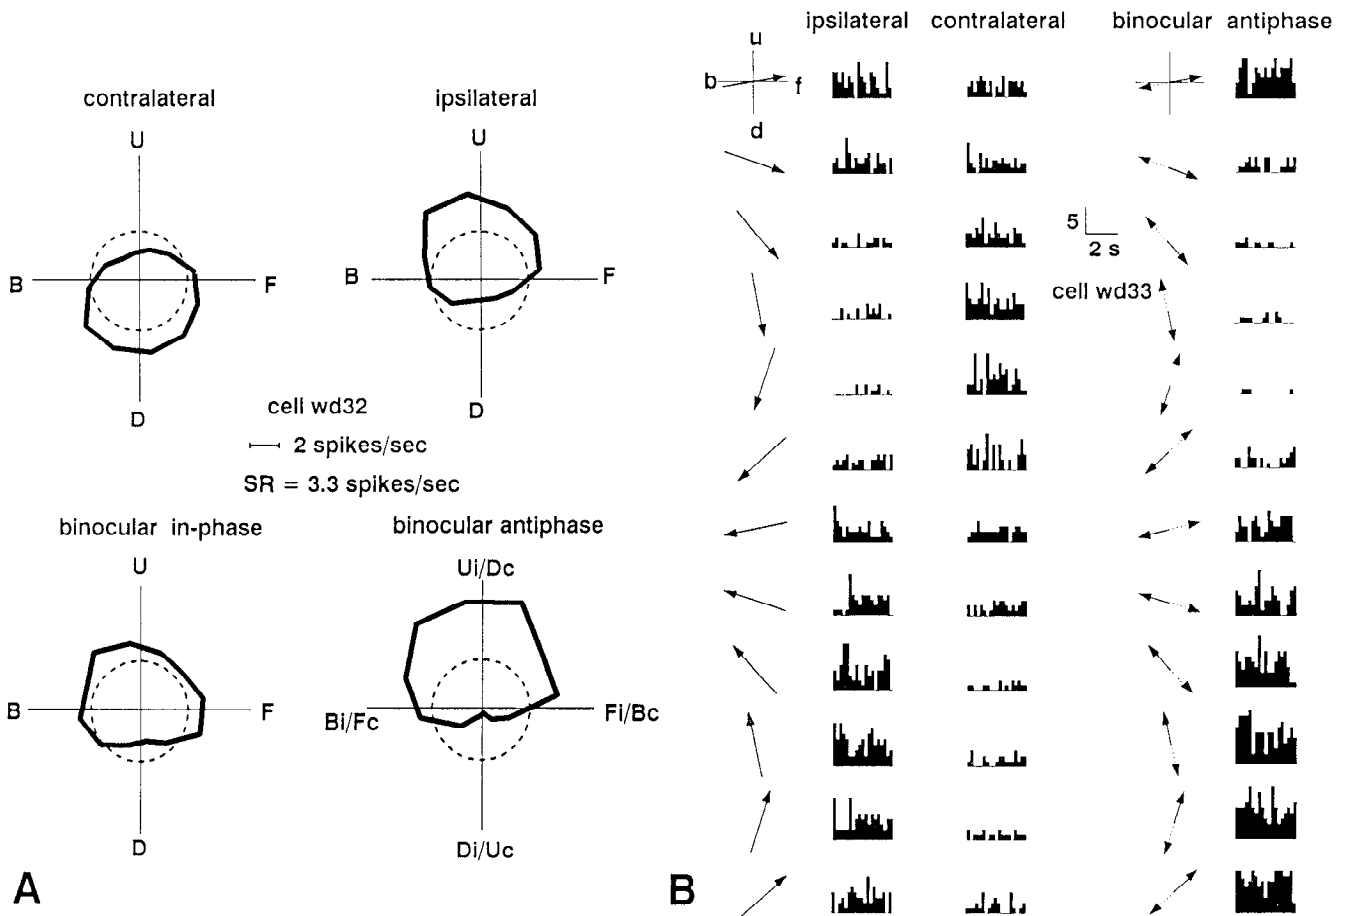 contralateral
ipsilateral
U
U
B
F
B
F
D
D
cell wd32
2 spikes/sec
SR = 3.3 spikes/sec
binocular in-phase
binocular antiphase
U
Ui/Dc
B
F
Bi/Fc
Fi/Bc
D
Di/Uc
A
ipsilateral
contralateral
binocular antiphase
u
b
f
d
5
2 s
cell wd33
B